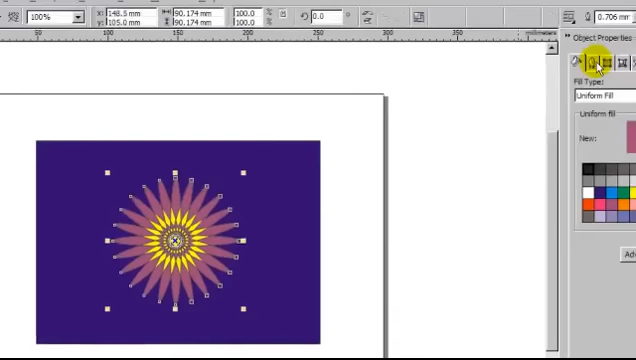 100%
x: 148.5 mm
y: 105.0 mm
90.174 mm
90.174 mm
100.0
100.0
0.0
°
0.706 mm
50
100
150
200
250
300
350
millimeters
Object Properties
Fill Type:
Uniform Fill
Uniform fill
New:
Adv